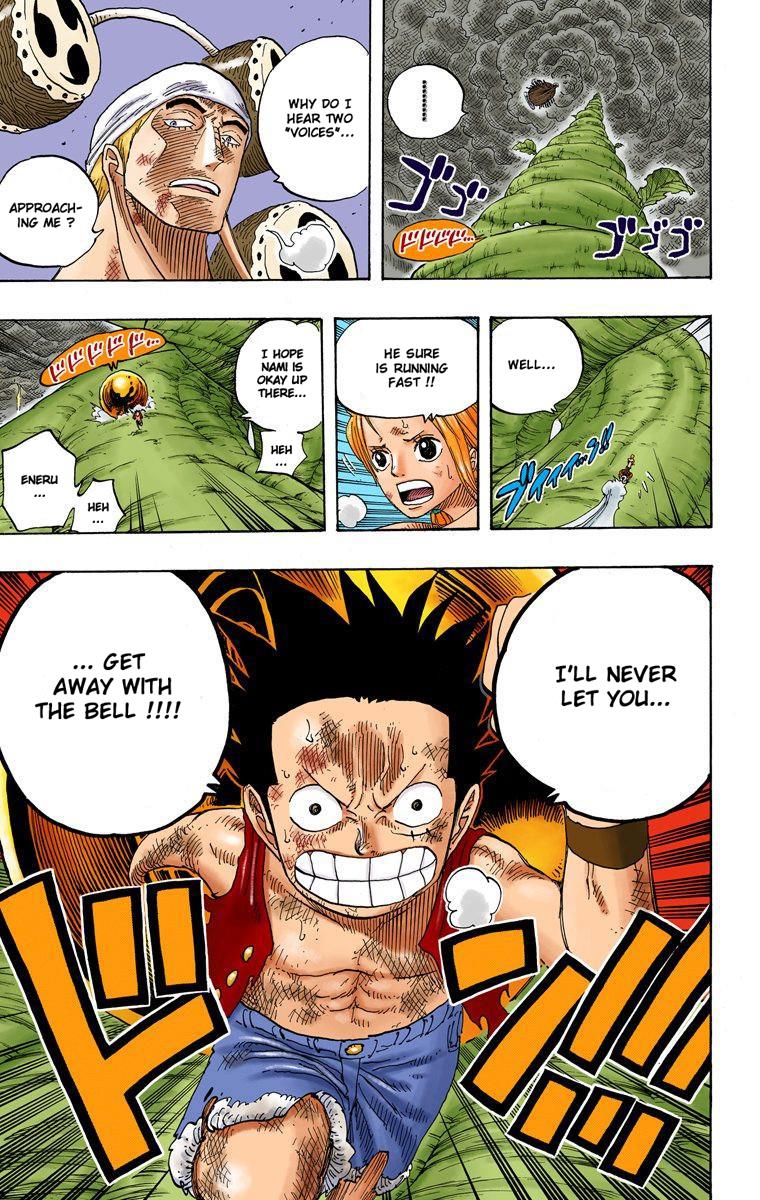 ..........
ゴゴゴ
ドドドド...
ゴゴゴ
WHY DO I
HEAR TWO
"VOICES"...
APPROACH-
ING ME ?
WELL...
HE SURE
IS RUNNING
FAST !!
I HOPE
NAMI IS
OKAY UP
THERE...
HEH
...
ドドドドド...
ENERU
...
HEH
...
I'LL NEVER
LET YOU...
... GET
AWAY WITH
THE BELL !!!!
ドン!!